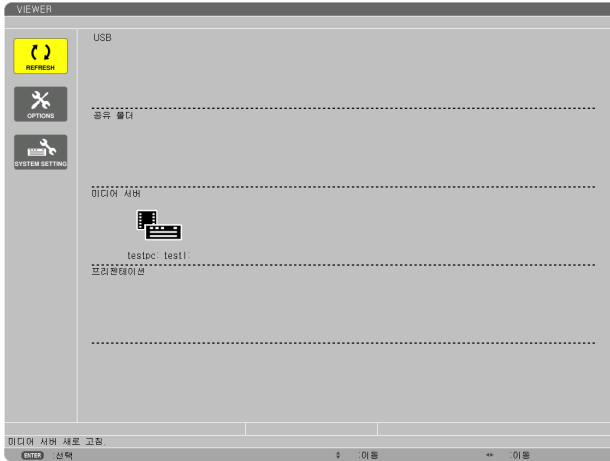 VIEWER
USB
REFRESH
OPTIONS
공유 폴더
SYSTEM SETTING
미디어 서버
testpc: test1:
프리젠테이션
미디어 서버 새로 고침.
ENTER :선택 :이동 :이동